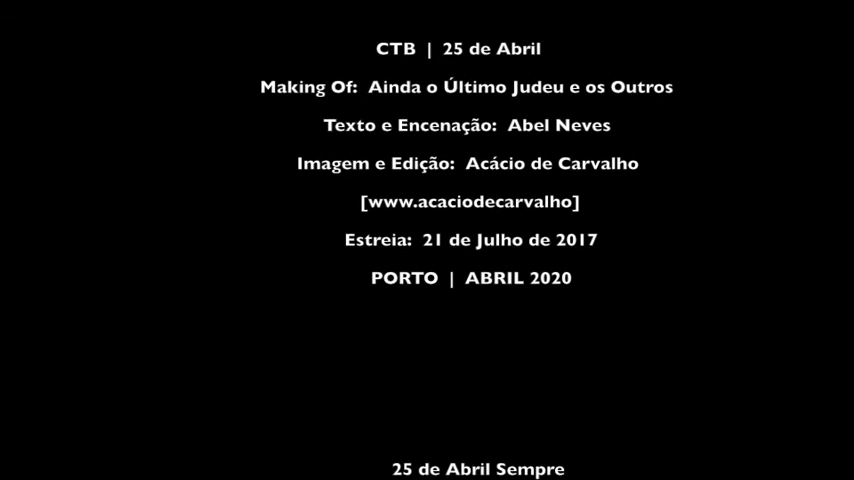 CTB | 25 de Abril
Making Of: Ainda o Último Judeu e os Outros
Texto e Encenação: Abel Neves
Imagem e Edição: Acácio de Carvalho
[www.acaciodecarvalho]
Estreia: 21 de Julho de 2017
PORTO | ABRIL 2020
25 de Abril Sempre